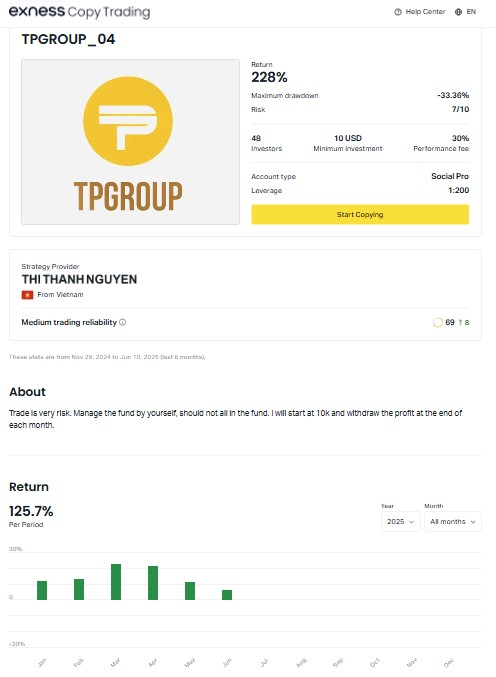 exness Copy Trading
Help Center EN
TPGROUP_04
TPGROUP
Return
228%
Maximum drawdown -33.36%
Risk 7/10
48 10 USD 30%
Investors Minimum investment Performance fee
Account type Social Pro
Leverage 1:200
Start Copying
Strategy Provider
THI THANH NGUYEN
From Vietnam
Medium trading reliability 69 ↑ 8
These stats are from Nov 29, 2024 to Jun 10, 2025 (last 6 months).
About
Trade is very risk. Manage the fund by yourself, should not all in the fund. I will start at 10k and withdraw the profit at the end of
each month.
Return
125.7%
Per Period
Year Month
2025 All months
30%
0
-30%
Jan Feb Mar Apr May Jun Jul Aug Sep Oct Nov Dec